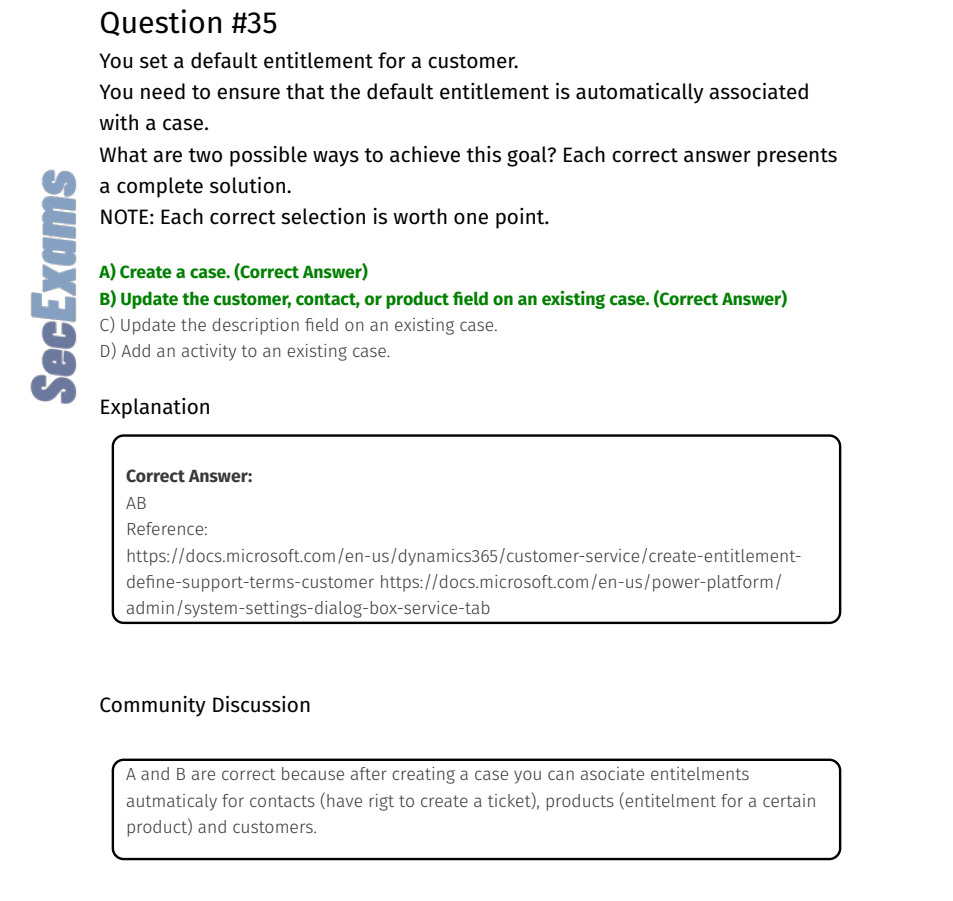 Question #35
You set a default entitlement for a customer.
You need to ensure that the default entitlement is automatically associated
with a case.
What are two possible ways to achieve this goal? Each correct answer presents
a complete solution.
NOTE: Each correct selection is worth one point.
SecExams
A) Create a case. (Correct Answer)
B) Update the customer, contact, or product field on an existing case. (Correct Answer)
C) Update the description field on an existing case.
D) Add an activity to an existing case.
Explanation
Correct Answer:
AB
Reference:
https://docs.microsoft.com/en-us/dynamics365/customer-service/create-entitlement-
define-support-terms-customer https://docs.microsoft.com/en-us/power-platform/
admin/system-settings-dialog-box-service-tab
Community Discussion
A and B are correct because after creating a case you can asociate entitelments
autmaticaly for contacts (have rigt to create a ticket), products (entitelment for a certain
product) and customers.